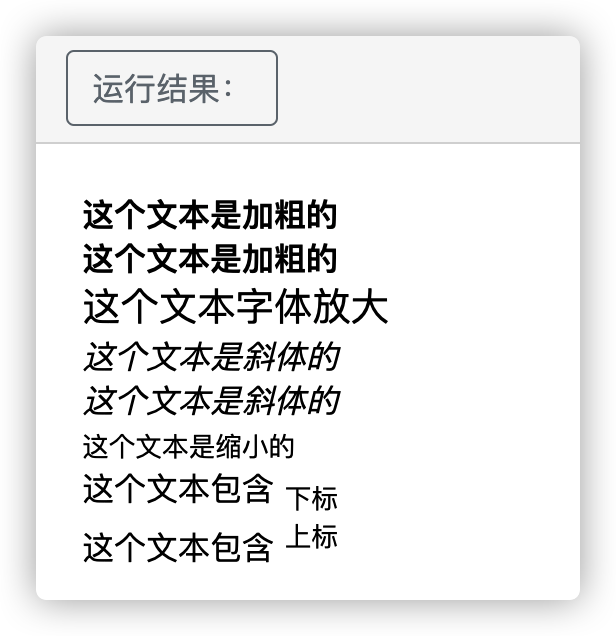 运行结果：
这个文本是加粗的
这个文本是加粗的
这个文本字体放大
这个文本是斜体的
这个文本是斜体的
这个文本是缩小的
这个文本包含 下标
这个文本包含 上标